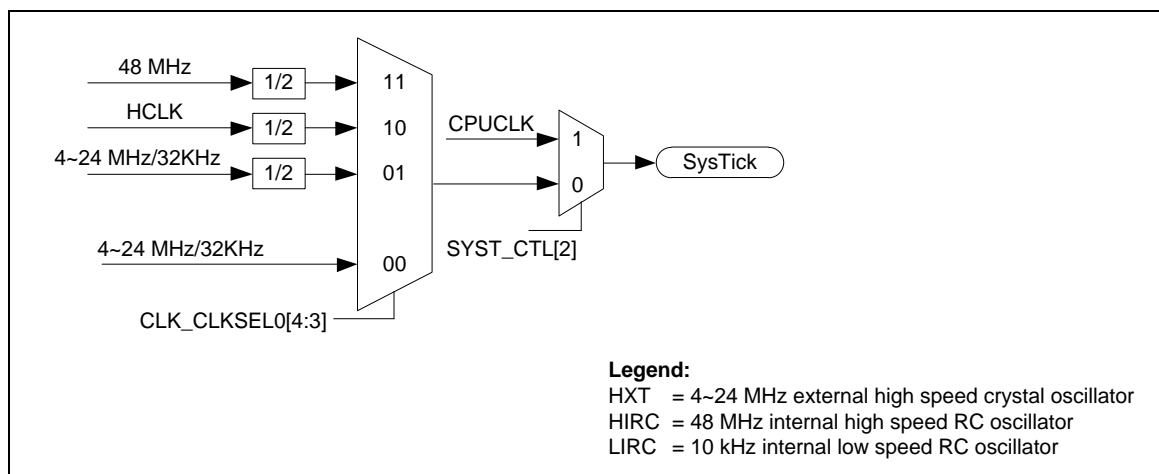 48 MHz
1/2
11
HCLK
1/2
10
CPUCLK
1
4~24 MHz/32KHz
1/2
01
SysTick
0
4~24 MHz/32KHz
00
SYST_CTL[2]
CLK_CLKSEL0[4:3]
Legend:
HXT = 4~24 MHz external high speed crystal oscillator
HIRC = 48 MHz internal high speed RC oscillator
LIRC = 10 kHz internal low speed RC oscillator